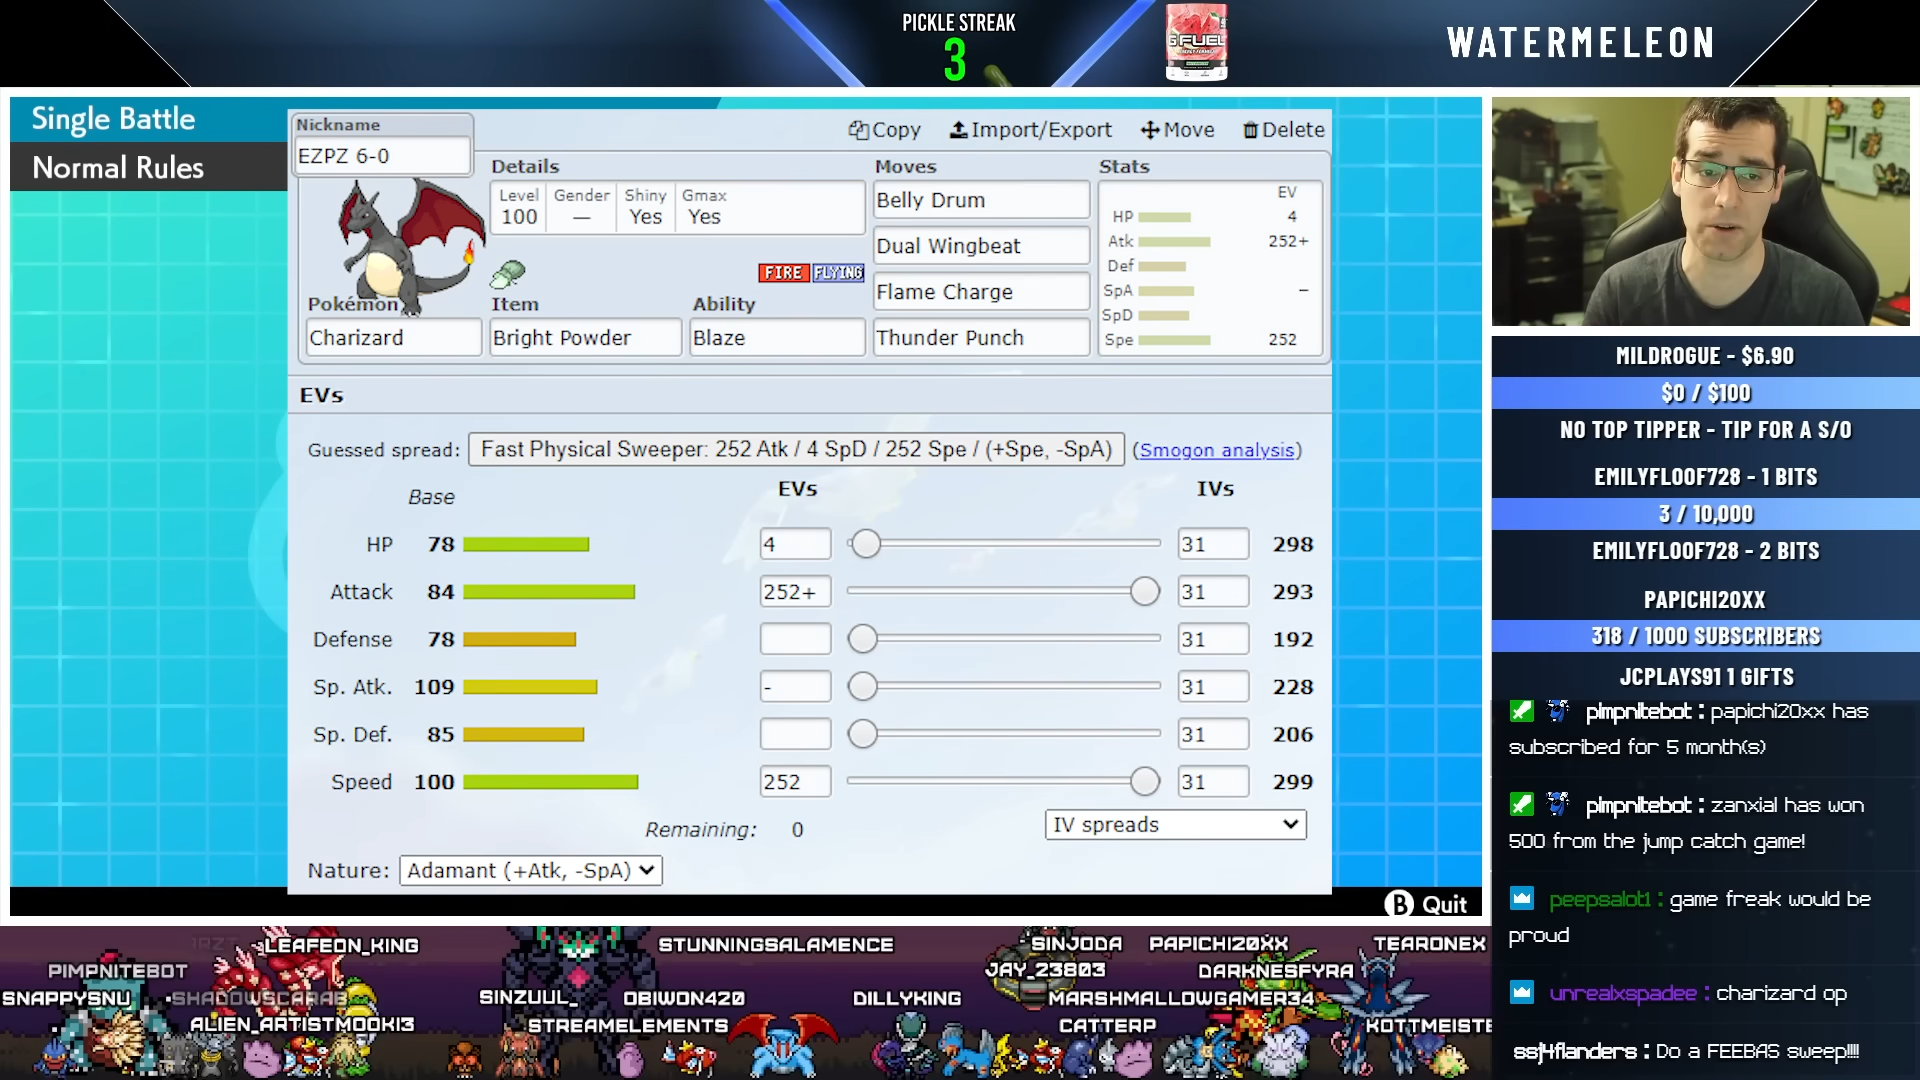 PICKLE STREAK
3
G FUEL
WATERMELEON
Single Battle
Normal Rules
Nickname
EZPZ 6-0
Copy Import/Export Move Delete
Details
Level Gender Shiny Gmax
100 — Yes Yes
FIRE FLYING
Pokémon Item Ability
Charizard Bright Powder Blaze
Moves
Belly Drum
Dual Wingbeat
Flame Charge
Thunder Punch
Stats
EV
HP 4
Atk 252+
Def
SpA −
SpD
Spe 252
EVs
Guessed spread: Fast Physical Sweeper: 252 Atk / 4 SpD / 252 Spe / (+Spe, -SpA) (Smogon analysis)
Base EVs IVs
HP 78 4 31 298
Attack 84 252+ 31 293
Defense 78 31 192
Sp. Atk. 109 - 31 228
Sp. Def. 85 31 206
Speed 100 252 31 299
Remaining: 0
IV spreads
Nature: Adamant (+Atk, -SpA)
B Quit
MILDROGUE - $6.90
$0 / $100
NO TOP TIPPER - TIP FOR A S/O
EMILYFLOOF728 - 1 BITS
3 / 10,000
EMILYFLOOF728 - 2 BITS
PAPICHI20XX
318 / 1000 SUBSCRIBERS
JCPLAYS91 1 GIFTS
pimpnitebot : papichi20xx has
subscribed for 5 month(s)
pimpnitebot : zanxial has won
500 from the jump catch game!
peepsalot1 : game freak would be
proud
unrealxspadee : charizard op
ssj4flanders : Do a FEEBAS sweep!!!!
LEAFEON_KING
STUNNINGSALAMENCE
SINJODA
PAPICHI20XX
TEARONEX
PIMPNITEBOT
JAY_23803
DARKNESFYRA
SNAPPYSNU
SHADOWSCARAB
SINZUUL_
OBIWON420
DILLYKING
MARSHMALLOWGAMER34
ALIEN_ARTISTMOOKI3
STREAMELEMENTS
CATTERP
KOTTMEISTE